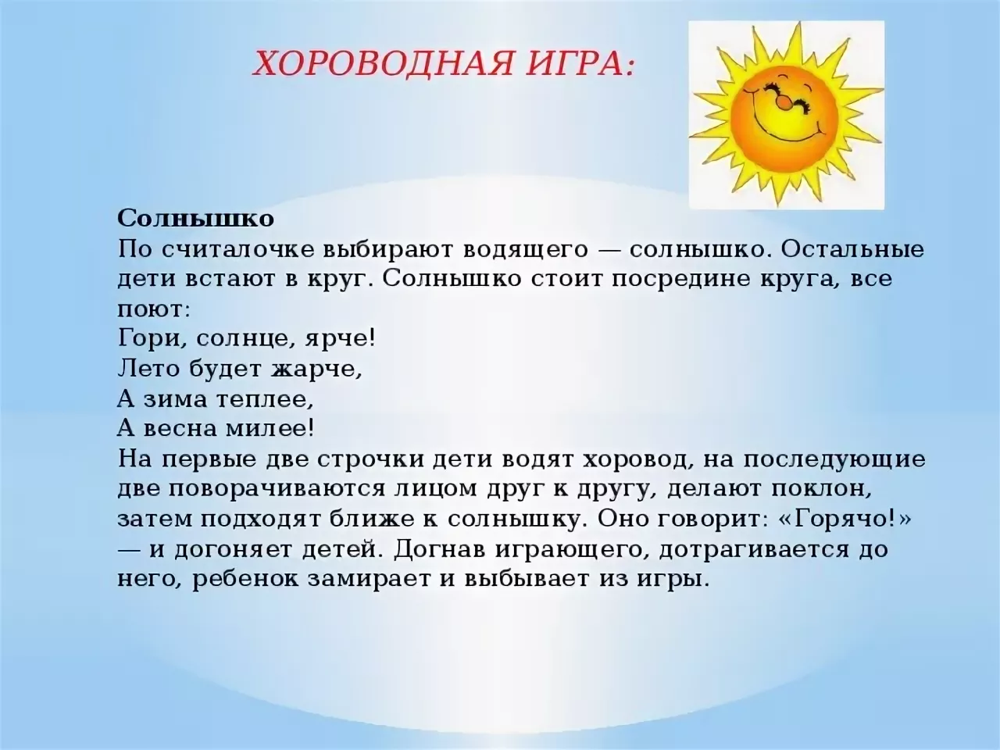 ХОРОВОДНАЯ ИГРА:
Солнышко
По считалочке выбирают водящего — солнышко. Остальные
дети встают в круг. Солнышко стоит посредине круга, все
поют:
Гори, солнце, ярче!
Лето будет жарче,
А зима теплее,
А весна милее!
На первые две строчки дети водят хоровод, на последующие
две поворачиваются лицом друг к другу, делают поклон,
затем подходят ближе к солнышку. Оно говорит: «Горячо!»
— и догоняет детей. Догнав играющего, дотрагивается до
него, ребенок замирает и выбывает из игры.